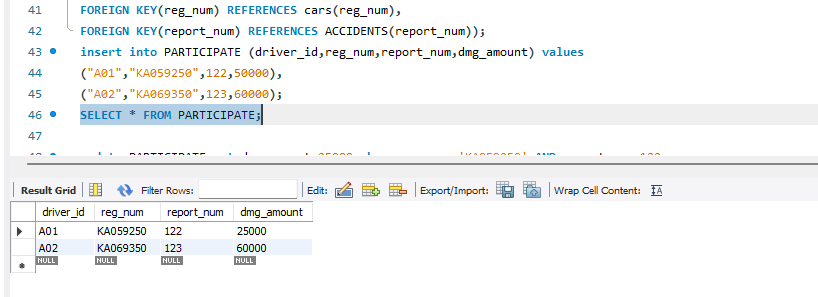 41 FOREIGN KEY(reg_num) REFERENCES cars(reg_num),
42 FOREIGN KEY(report_num) REFERENCES ACCIDENTS(report_num));
43 insert into PARTICIPATE (driver_id,reg_num,report_num,dmg_amount) values
44 ("A01","KA059250",122,50000),
45 ("A02","KA069350",123,60000);
46 SELECT * FROM PARTICIPATE;
47
Result Grid Filter Rows: Edit: Export/Import: Wrap Cell Content:
driver_id reg_num report_num dmg_amount
A01 KA059250 122 25000
A02 KA069350 123 60000
NULL NULL NULL NULL